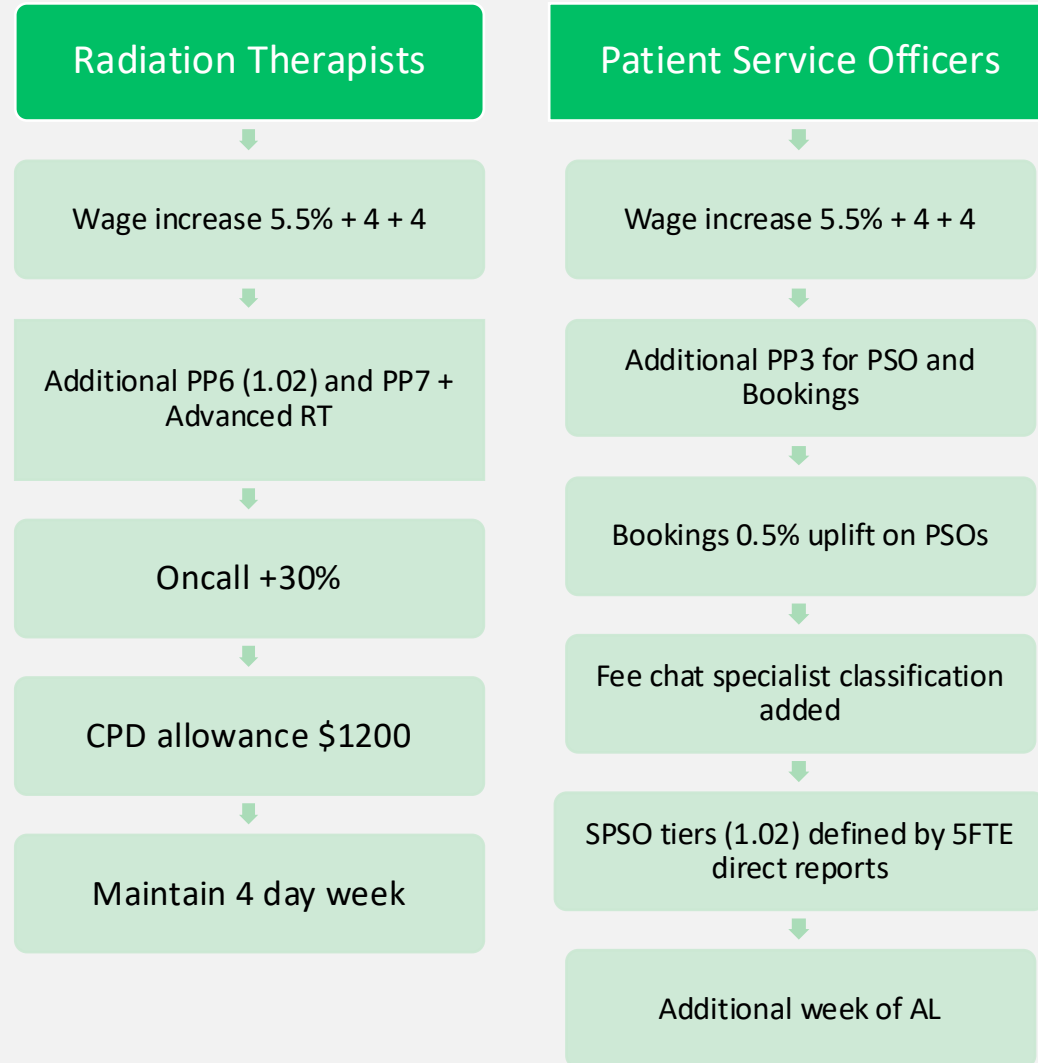 Radiation Therapists
Wage increase 5.5% + 4 + 4
Additional PP6 (1.02) and PP7 +
Advanced RT
Oncall +30%
CPD allowance $1200
Maintain 4 day week
Patient Service Officers
Wage increase 5.5% + 4 + 4
Additional PP3 for PSO and
Bookings
Bookings 0.5% uplift on PSOs
Fee chat specialist classification
added
SPSO tiers (1.02) defined by 5FTE
direct reports
Additional week of AL